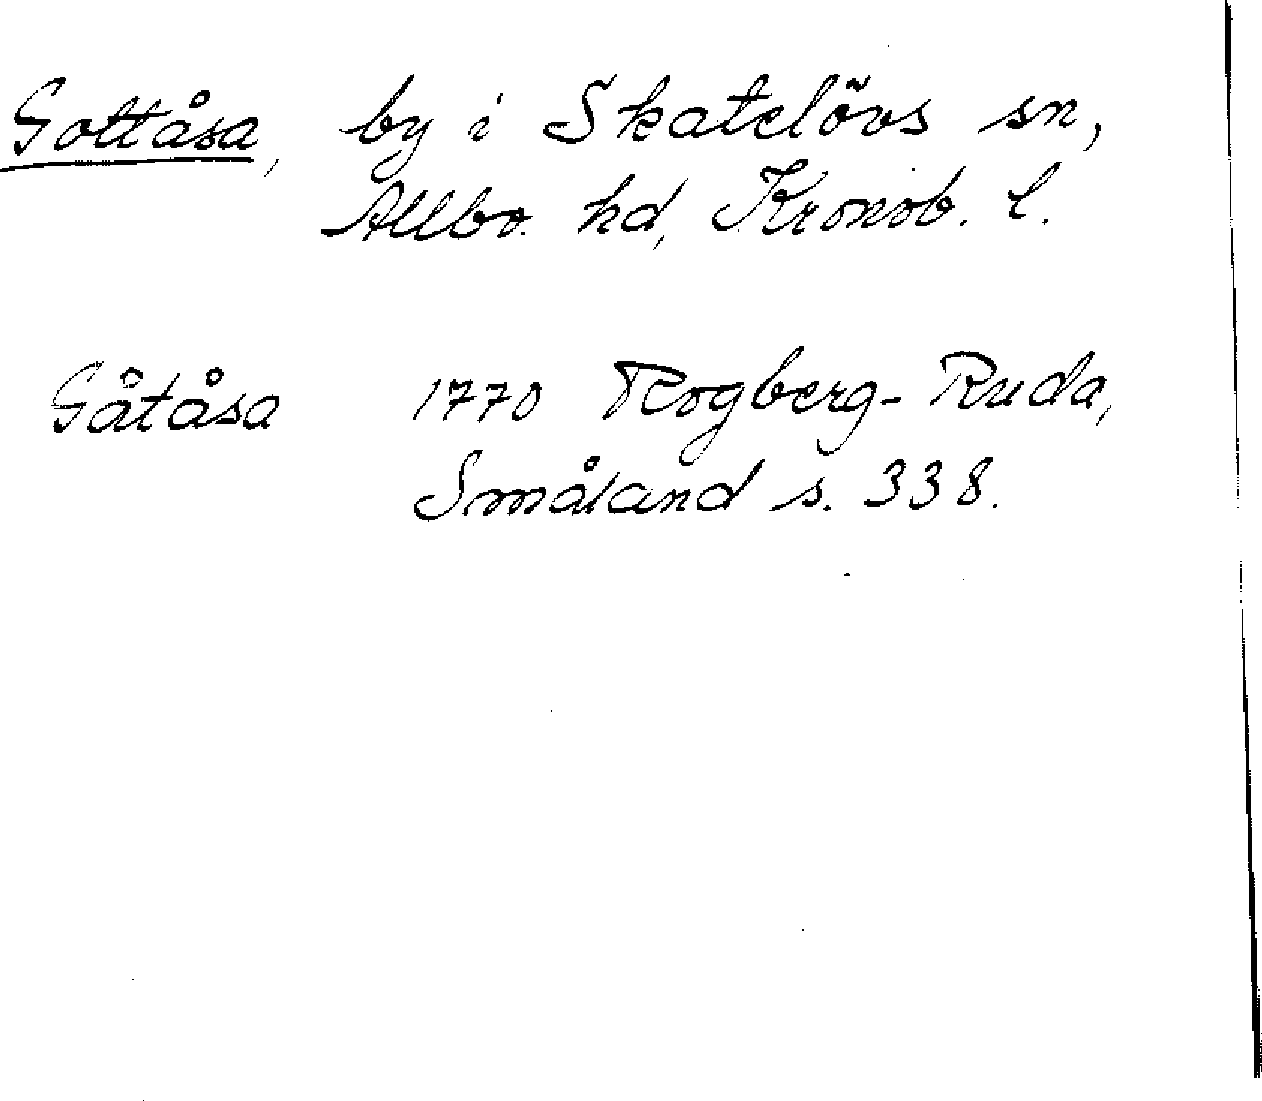 Gottåsa, by i Skatelövs sn,
Allbo hd, Kronob. l.
Gåtåsa 1770 Rogberg-Ruda,
Småland s. 338.